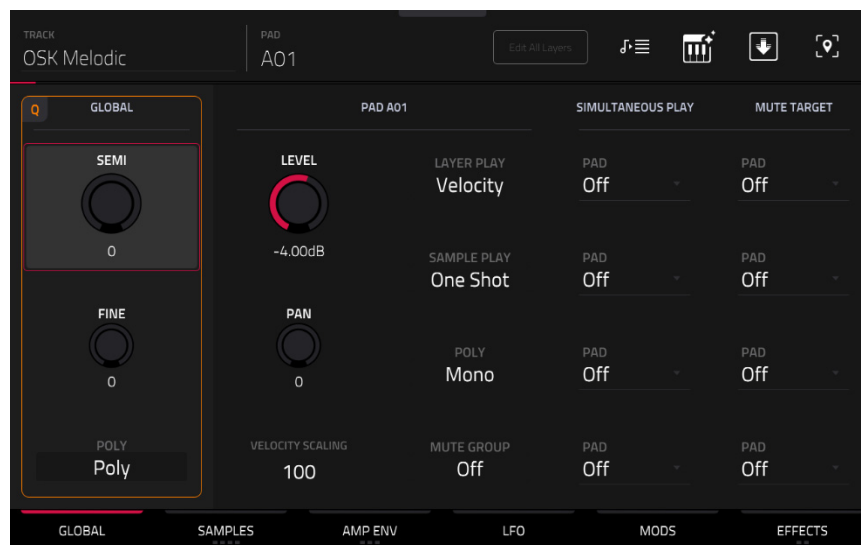 TRACK
OSK Melodic
PAD
A01
Edit All Layers
Q
GLOBAL
PAD A01
SIMULTANEOUS PLAY
MUTE TARGET
SEMI
0
LEVEL
-4.00dB
LAYER PLAY
Velocity
PAD
Off
PAD
Off
SAMPLE PLAY
One Shot
PAD
Off
PAD
Off
FINE
0
PAN
0
POLY
Mono
PAD
Off
PAD
Off
POLY
Poly
VELOCITY SCALING
100
MUTE GROUP
Off
PAD
Off
PAD
Off
GLOBAL
SAMPLES
AMP ENV
LFO
MODS
EFFECTS